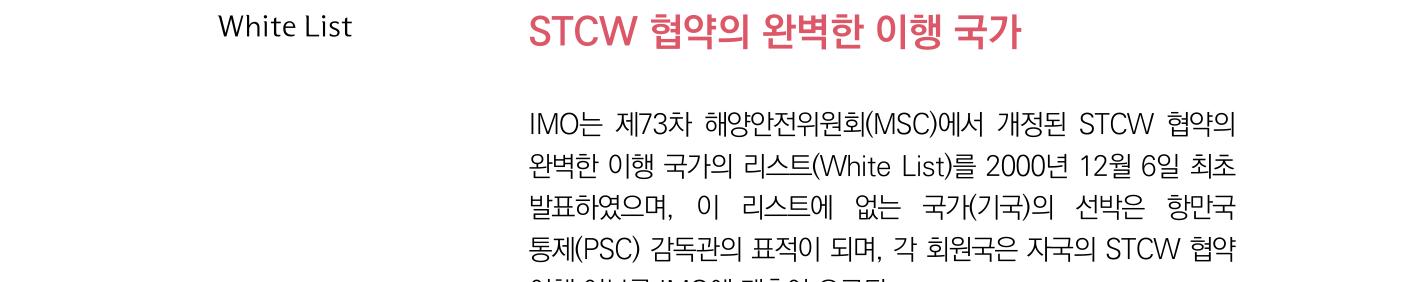 White List
STCW 협약의 완벽한 이행 국가
IMO는 제73차 해양안전위원회(MSC)에서 개정된 STCW 협약의
완벽한 이행 국가의 리스트(White List)를 2000년 12월 6일 최초
발표하였으며, 이 리스트에 없는 국가(기국)의 선박은 항만국
통제(PSC) 감독관의 표적이 되며, 각 회원국은 자국의 STCW 협약